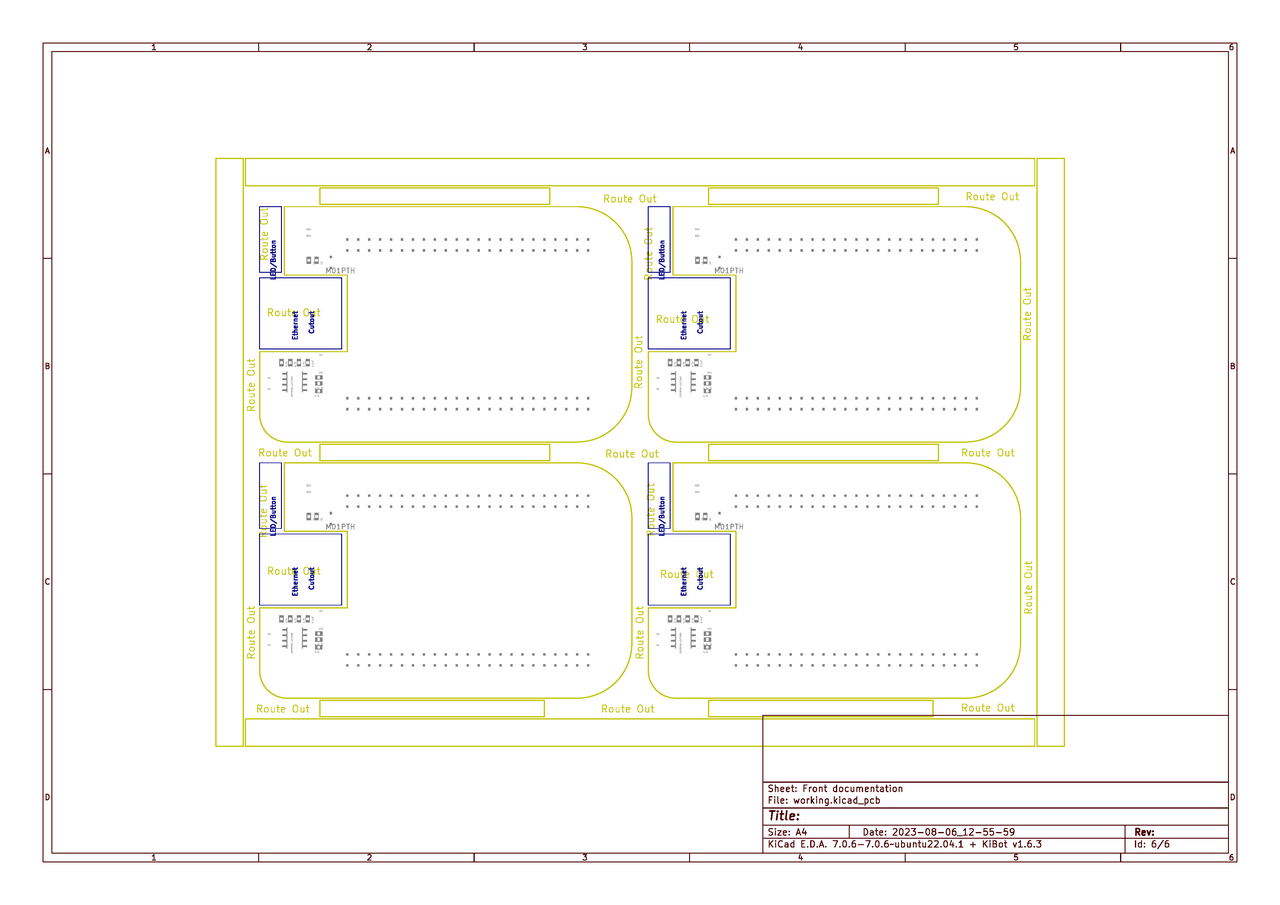 1 2 3 4 5 6
A A
Route Out Route Out
Route Out Route Out
LED/Button LED/Button
M01PTH M01PTH
Route Out Route Out Route Out
Ethernet Cutout Ethernet Cutout
B B
Route Out Route Out
Route Out Route Out Route Out
Route Out Route Out
LED/Button LED/Button
M01PTH M01PTH
Route Out Route Out Route Out
Ethernet Cutout Ethernet Cutout
C C
Route Out Route Out
Route Out Route Out Route Out
Sheet: Front documentation
File: working.kicad_pcb
D D
Title:
Size: A4 Date: 2023-08-06_12-55-59 Rev:
KiCad E.D.A. 7.0.6-7.0.6~ubuntu22.04.1 + KiBot v1.6.3 Id: 6/6
1 2 3 4 5 6